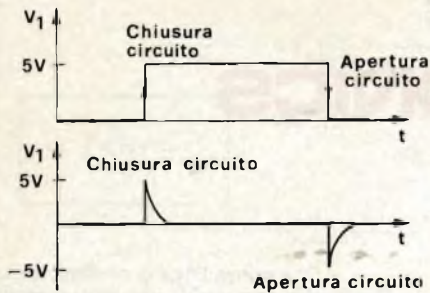 V1
5V
Chiusura
circuito
Apertura
circuito
t
V1
5V
Chiusura circuito
t
-5V
Apertura circuito